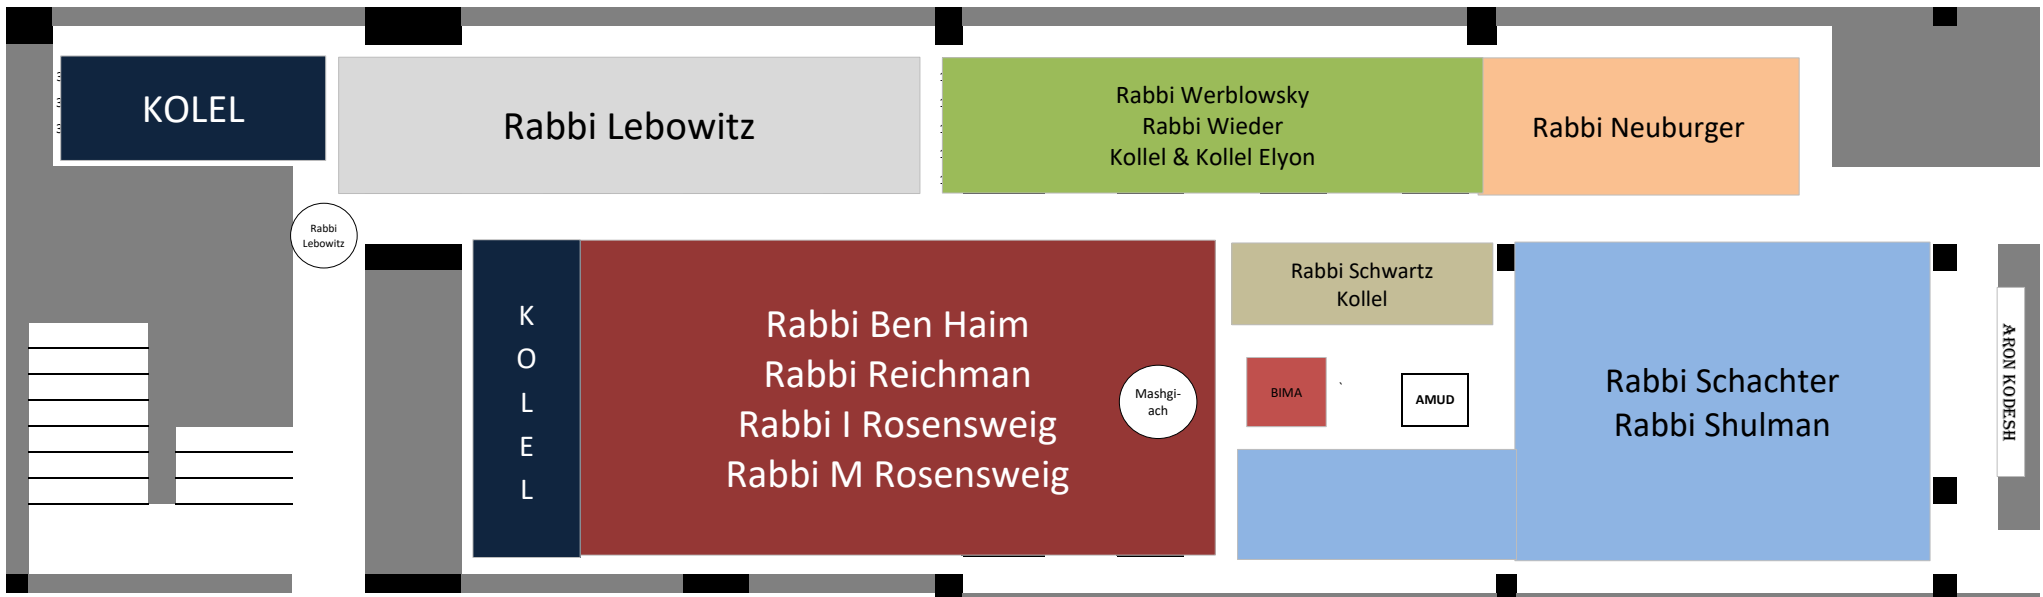 KOLEL
Rabbi Lebowitz
Rabbi Werblowsky
Rabbi Wieder
Kollel & Kollel Elyon
Rabbi Neuburger
Rabbi
Lebowitz
K
O
L
E
L
Rabbi Ben Haim
Rabbi Reichman
Rabbi I Rosensweig
Rabbi M Rosensweig
Mashgi-
ach
Rabbi Schwartz
Kollel
BIMA
`
AMUD
Rabbi Schachter
Rabbi Shulman
ARON KODESH